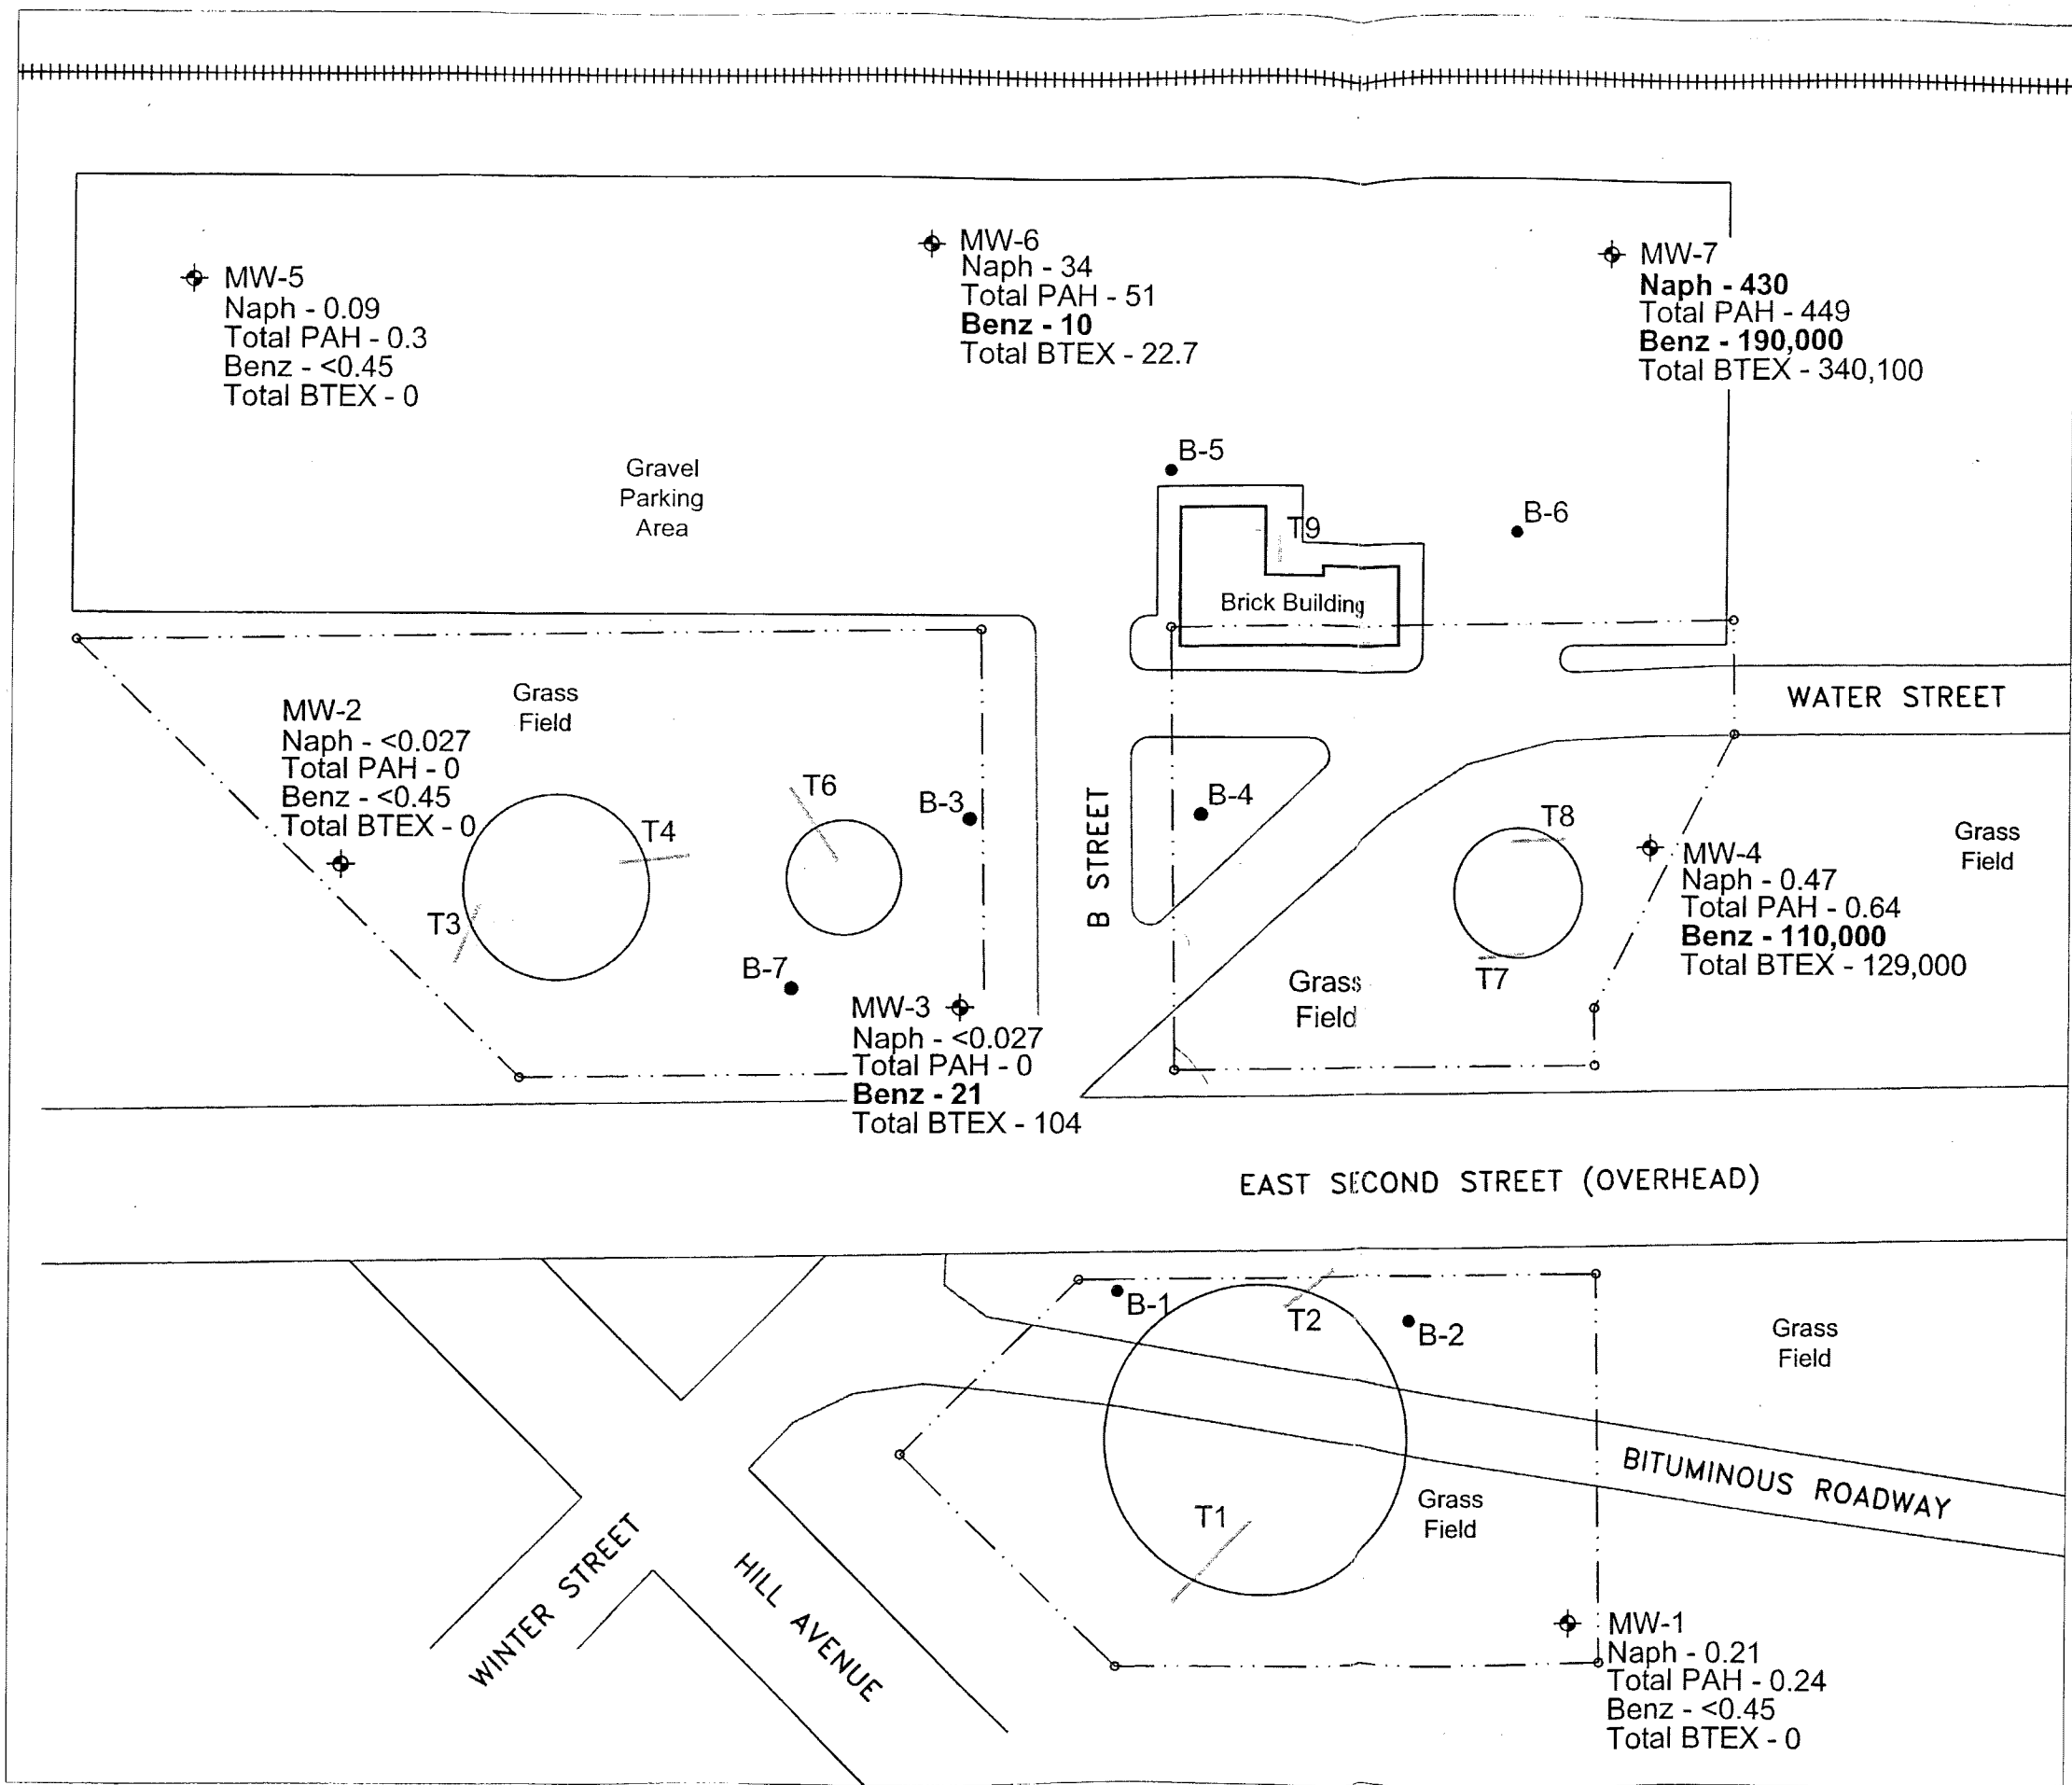 MW-5
Naph - 0.09
Total PAH - 0.3
Benz - <0.45
Total BTEX - 0
MW-6
Naph - 34
Total PAH - 51
Benz - 10
Total BTEX - 22.7
MW-7
Naph - 430
Total PAH - 449
Benz - 190,000
Total BTEX - 340,100
Gravel
Parking
Area
B-5
B-6
T9
Brick Building
WATER STREET
Grass
Field
MW-2
Naph - <0.027
Total PAH - 0
Benz - <0.45
Total BTEX - 0
T6
T4
T3
B-3
B-7
B STREET
B-4
T8
T7
Grass
Field
MW-4
Naph - 0.47
Total PAH - 0.64
Benz - 110,000
Total BTEX - 129,000
Grass
Field
MW-3
Naph - <0.027
Total PAH - 0
Benz - 21
Total BTEX - 104
EAST SECOND STREET (OVERHEAD)
B-1
T2
B-2
Grass
Field
BITUMINOUS ROADWAY
Grass
Field
T1
WINTER STREET
HILL AVENUE
MW-1
Naph - 0.21
Total PAH - 0.24
Benz - <0.45
Total BTEX - 0